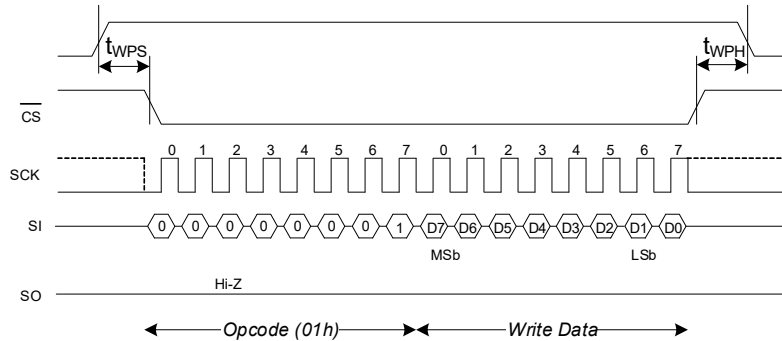 tWPS
tWPH
CS
0 1 2 3 4 5 6 7 0 1 2 3 4 5 6 7
SCK
SI
0 0 0 0 0 0 0 1 D7 D6 D5 D4 D3 D2 D1 D0
MSb LSb
Hi-Z
SO
Opcode (01h) Write Data